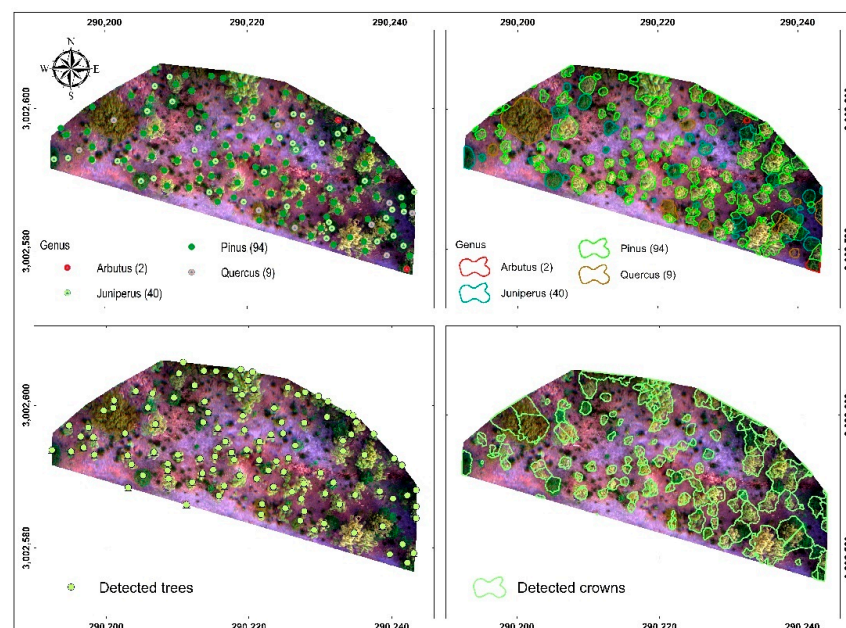 290,200 290,220 290,240 290,200 290,220 290,240
N
W E
S
3,002,600
3,002,580
Genus
Arbutus (2)
Juniperus (40)
Pinus (94)
Quercus (9)
Genus
Arbutus (2)
Juniperus (40)
Pinus (94)
Quercus (9)
3,002,600
3,002,580
Detected trees
Detected crowns
290,200 290,220 290,240 290,200 290,220 290,240